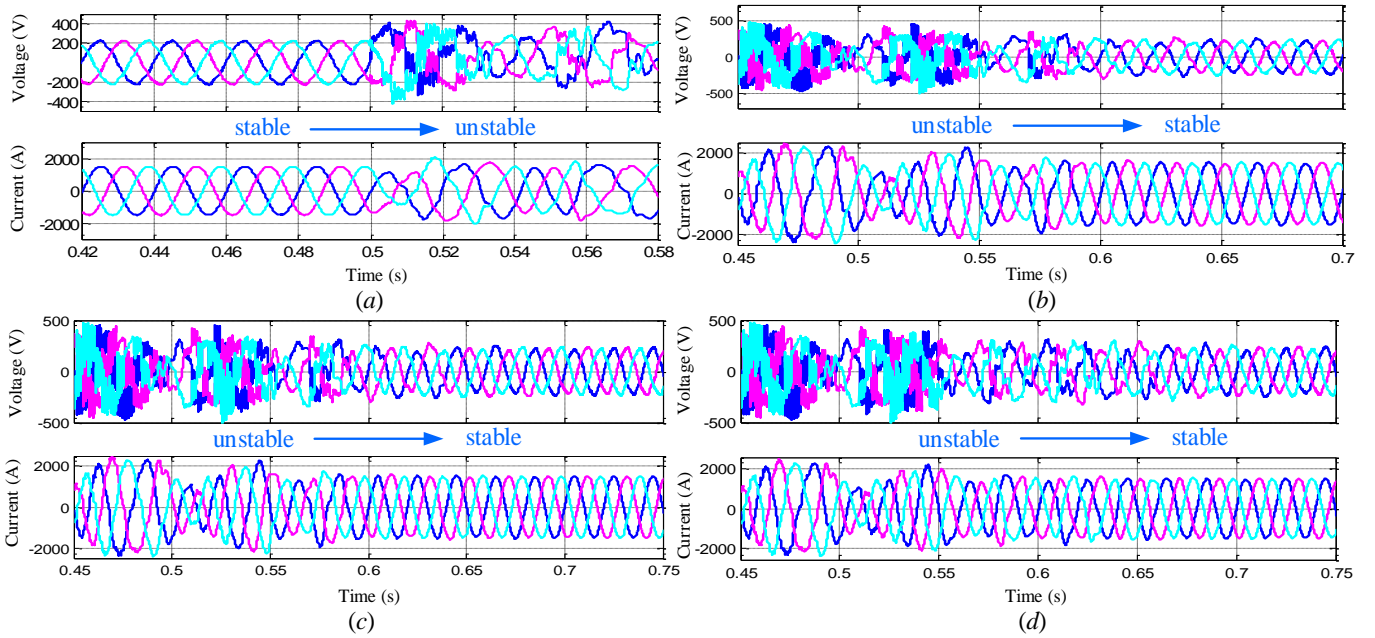 Voltage (V)
400
200
0
-200
-400
stable
unstable
Current (A)
2000
0
-2000
0.42
0.44
0.46
0.48
0.5
0.52
0.54
0.56
0.58
Time (s)
(a)
Voltage (V)
500
0
-500
unstable
stable
Current (A)
2000
0
-2000
0.45
0.5
0.55
0.6
0.65
0.7
Time (s)
(b)
Voltage (V)
500
0
-500
unstable
stable
Current (A)
2000
0
-2000
0.45
0.5
0.55
0.6
0.65
0.7
0.75
Time (s)
(c)
Voltage (V)
500
0
-500
unstable
stable
Current (A)
2000
0
-2000
0.45
0.5
0.55
0.6
0.65
0.7
0.75
Time (s)
(d)